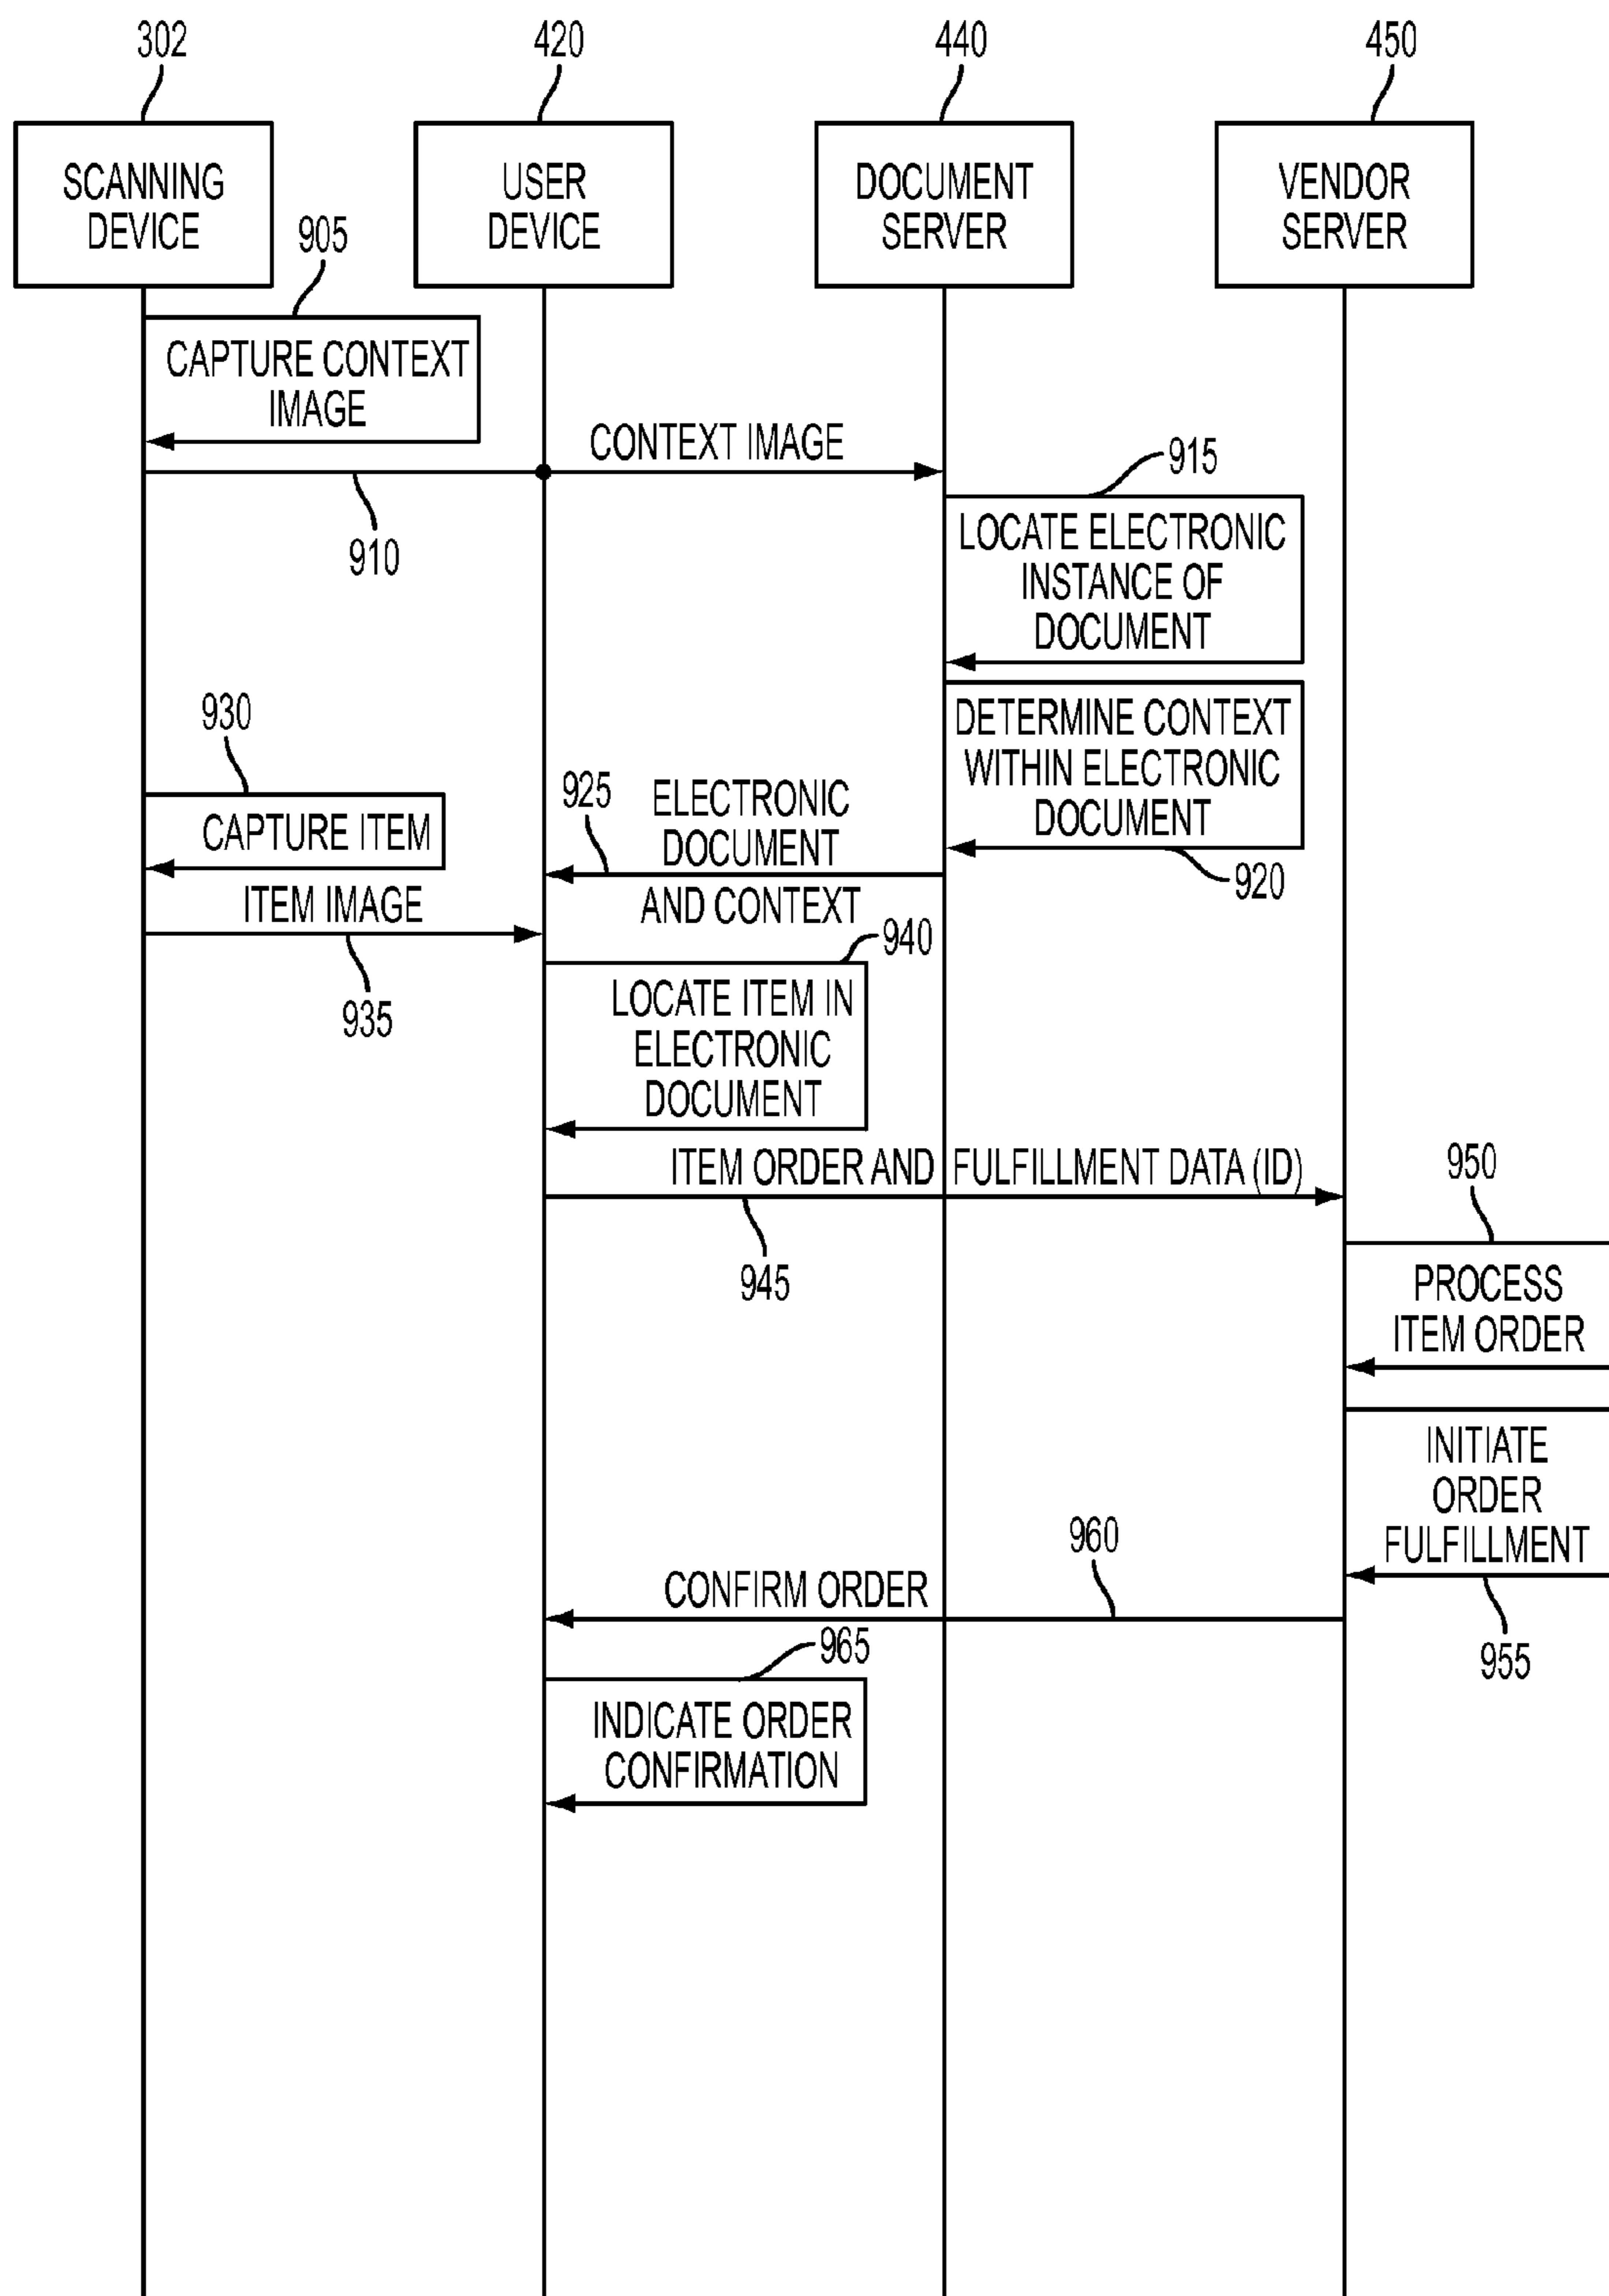 302
420
440
450
SCANNING
DEVICE
USER
DEVICE
DOCUMENT
SERVER
VENDOR
SERVER
905
CAPTURE CONTEXT
IMAGE
CONTEXT IMAGE
910
915
LOCATE ELECTRONIC
INSTANCE OF
DOCUMENT
DETERMINE CONTEXT
WITHIN ELECTRONIC
DOCUMENT
920
925
ELECTRONIC
DOCUMENT
AND CONTEXT
930
CAPTURE ITEM
ITEM IMAGE
935
940
LOCATE ITEM IN
ELECTRONIC
DOCUMENT
ITEM ORDER AND FULFILLMENT DATA (ID)
945
950
PROCESS
ITEM ORDER
INITIATE
ORDER
FULFILLMENT
955
960
CONFIRM ORDER
965
INDICATE ORDER
CONFIRMATION